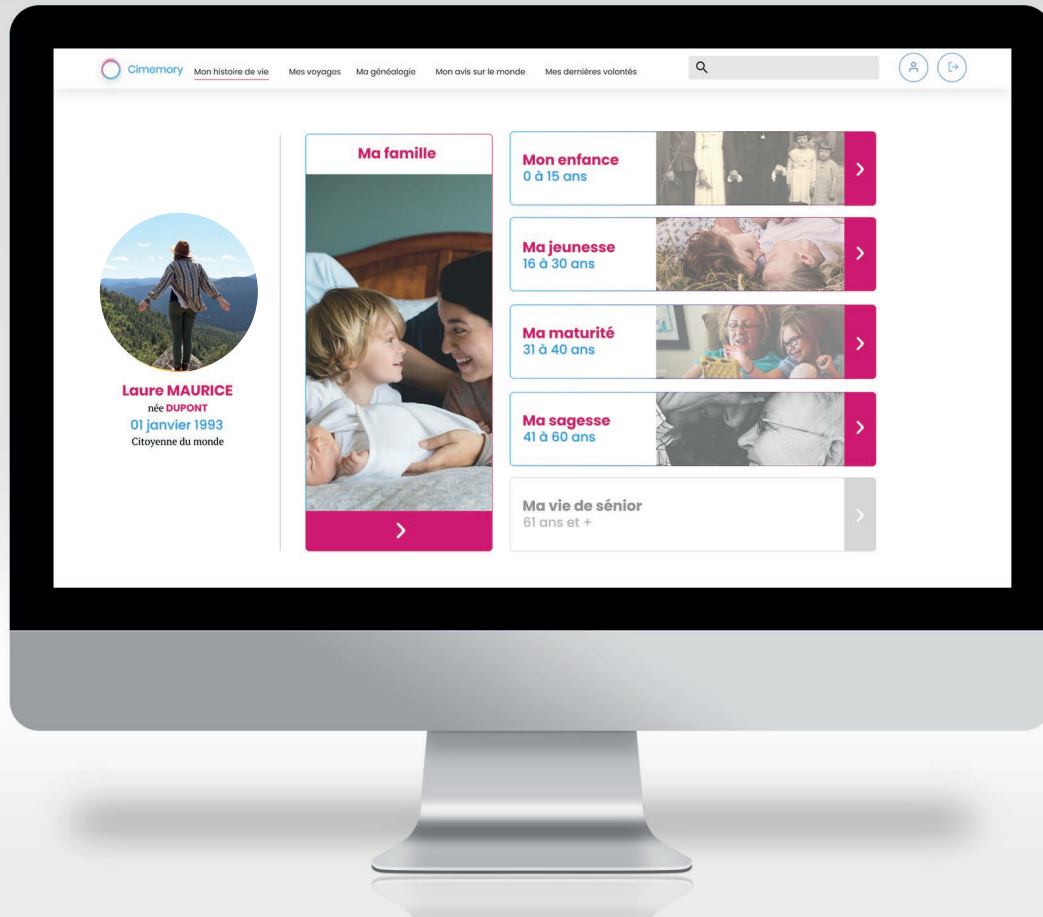 Cimemory
Mon histoire de vie
Mes voyages
Ma généalogie
Mon avis sur le monde
Mes dernières volontés
Laure MAURICE
née DUPONT
01 janvier 1993
Citoyenne du monde
Ma famille
Mon enfance
0 à 15 ans
Ma jeunesse
16 à 30 ans
Ma maturité
31 à 40 ans
Ma sagesse
41 à 60 ans
Ma vie de sénior
61 ans et +